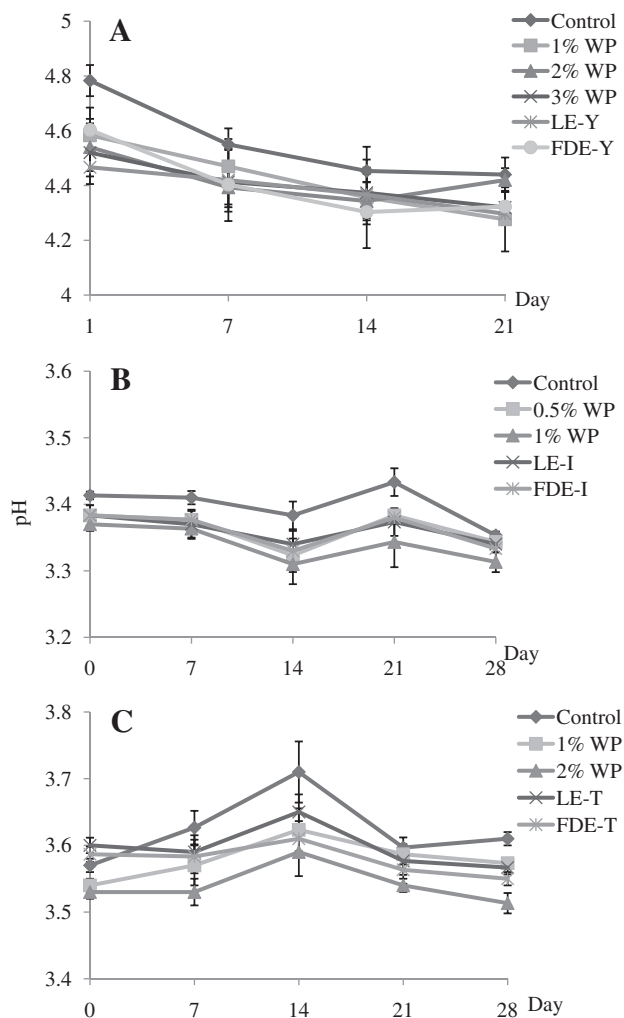 A
5
4.8
4.6
4.4
4.2
4
1
7
14
21
Day
Control
1% WP
2% WP
3% WP
LE-Y
FDE-Y
B
pH
3.6
3.5
3.4
3.3
3.2
0
7
14
21
28
Day
Control
0.5% WP
1% WP
LE-I
FDE-I
C
3.8
3.7
3.6
3.5
3.4
0
7
14
21
28
Day
Control
1% WP
2% WP
LE-T
FDE-T